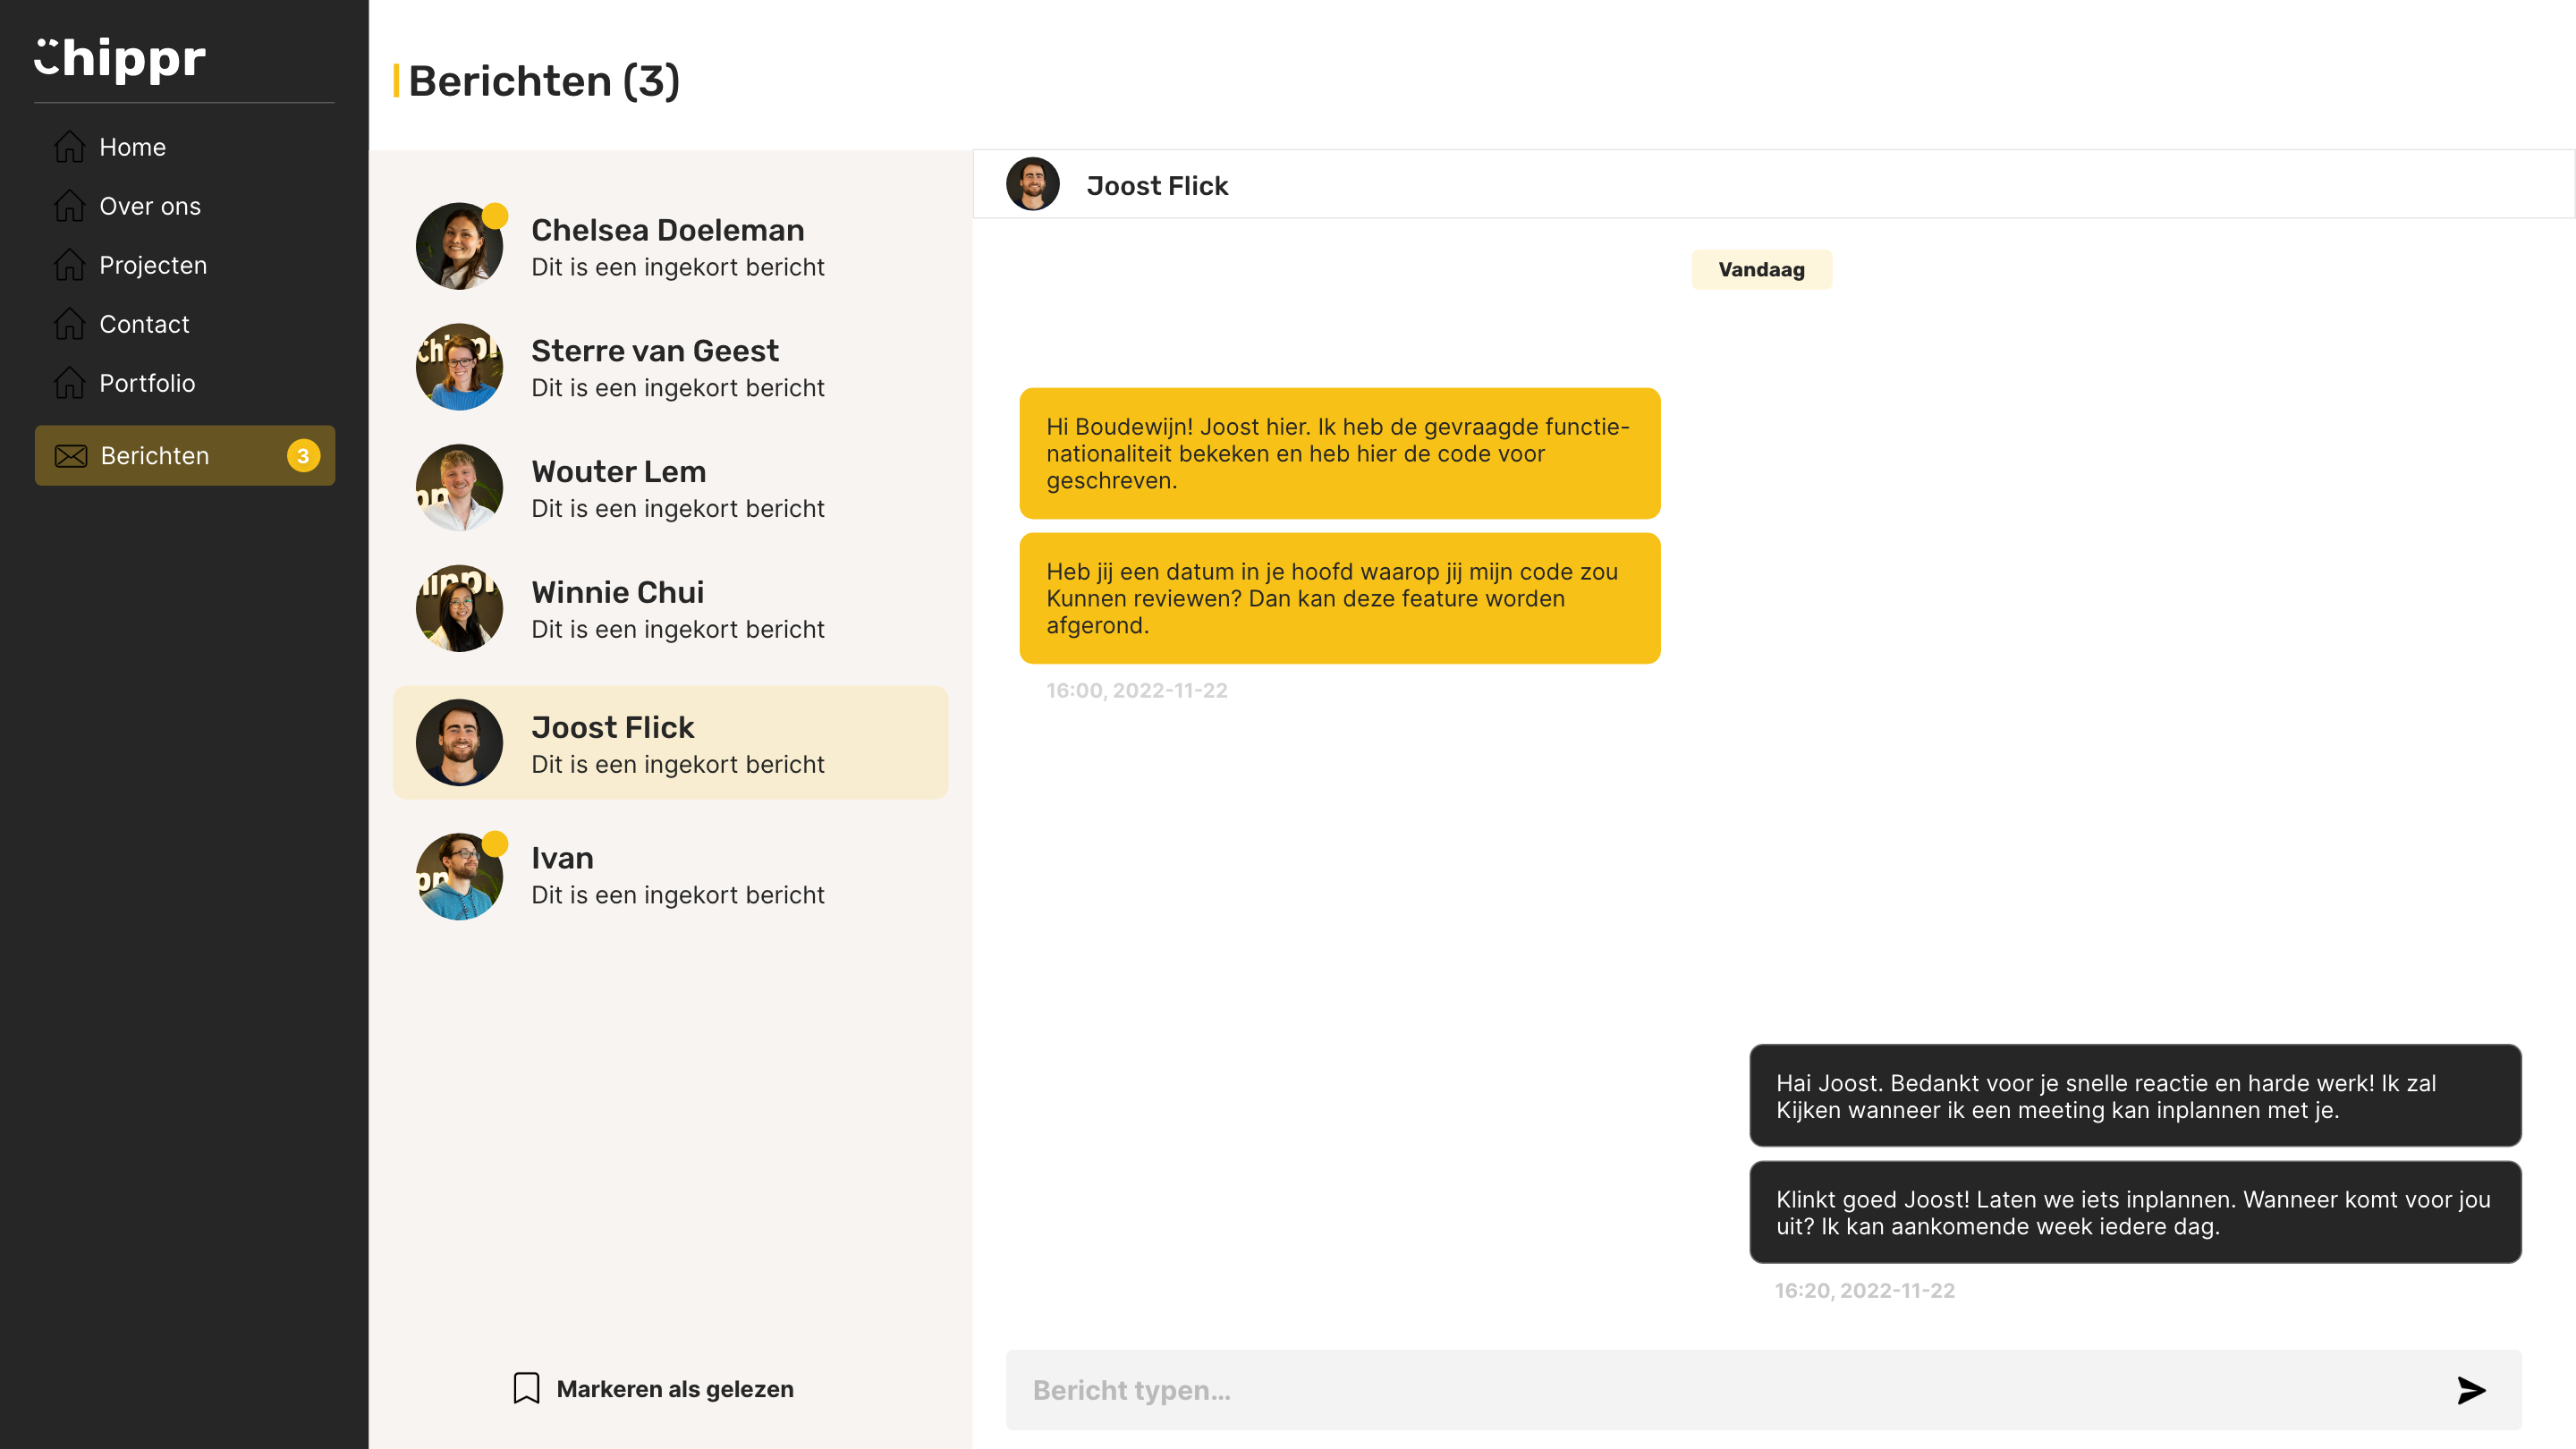 chippr
Home
Over ons
Projecten
Contact
Portfolio
Berichten
3
Berichten (3)
Chelsea Doeleman
Dit is een ingekort bericht
Sterre van Geest
Dit is een ingekort bericht
Wouter Lem
Dit is een ingekort bericht
Winnie Chui
Dit is een ingekort bericht
Joost Flick
Dit is een ingekort bericht
Ivan
Dit is een ingekort bericht
Markeren als gelezen
Joost Flick
Vandaag
Hi Boudewijn! Joost hier. Ik heb de gevraagde functie-
nationaliteit bekeken en heb hier de code voor
geschreven.
Heb jij een datum in je hoofd waarop jij mijn code zou
Kunnen reviewen? Dan kan deze feature worden
afgerond.
16:00, 2022-11-22
Hai Joost. Bedankt voor je snelle reactie en harde werk! Ik zal
Kijken wanneer ik een meeting kan inplannen met je.
Klinkt goed Joost! Laten we iets inplannen. Wanneer komt voor jou
uit? Ik kan aankomende week iedere dag.
16:20, 2022-11-22
Bericht typen...